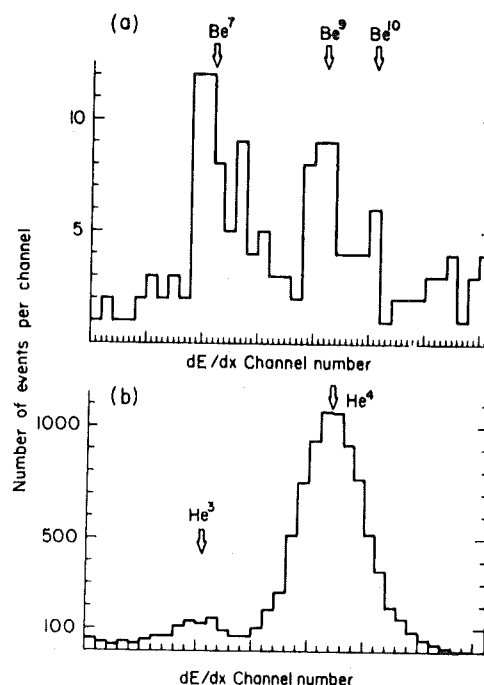 (a)
Be⁷
Be⁹
Be¹⁰
10
5
dE/dx Channel number
Number of events per channel
(b)
He⁴
1000
He³
500
100
dE/dx Channel number